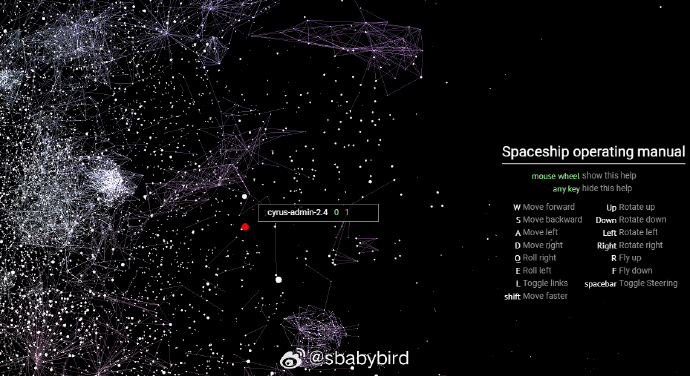 Spaceship operating manual
mouse wheel show this help
any key hide this help
W Move forward Up Rotate up
S Move backward Down Rotate down
A Move left Left Rotate left
D Move right Right Rotate right
Q Roll right R Fly up
E Roll left F Fly down
L Toggle links spacebar Toggle Steering
shift Move faster
cyrus-admin-2.4 0 1
@sbabybird